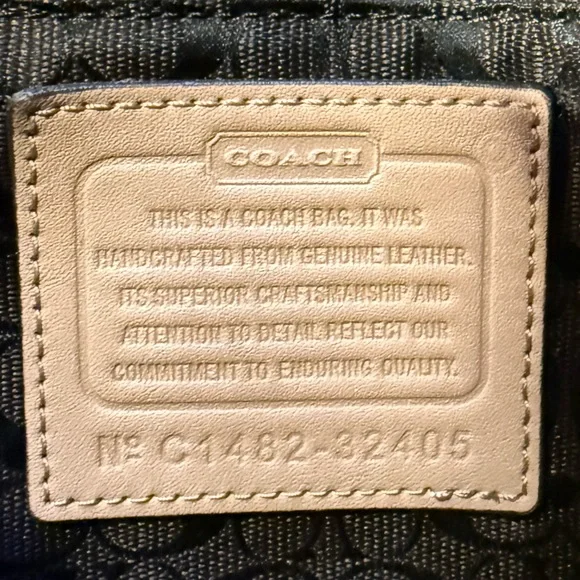 COACH
THIS IS A COACH BAG. IT WAS
HANDCRAFTED FROM GENUINE LEATHER.
ITS SUPERIOR CRAFTSMANSHIP AND
ATTENTION TO DETAIL REFLECT OUR
COMMITMENT TO ENDURING QUALITY.
Nº C1482-32405